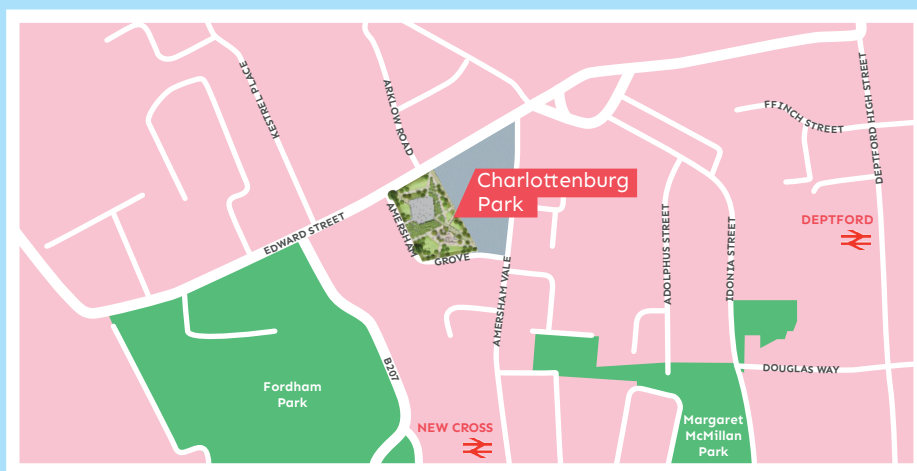 KESTREL PLACE
ARKLOW ROAD
FFINCH STREET
DEPTFORD HIGH STREET
Charlottenburg
Park
AMERSHAM
GROVE
EDWARD STREET
DEPTFORD
ADOLPHUS STREET
IDONIA STREET
AMERSHAM VALE
B207
DOUGLAS WAY
Fordham
Park
NEW CROSS
Margaret
McMillan
Park